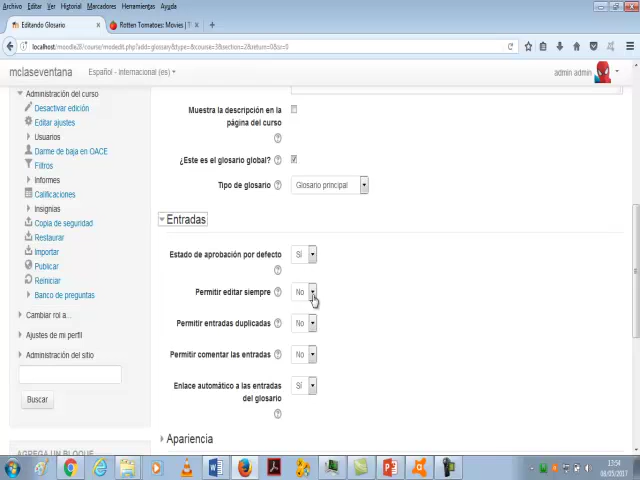 Archivo Editar Ver Historial Marcadores Herramientas Ayuda
Editando Glosario
Rotten Tomatoes: Movies | T
localhost/moodle28/course/modedit.php?add=glossary&type=&course=3&section=2&return=0&sr=0
mclaseventana
Español - Internacional (es)
admin admin
Administración del curso
Desactivar edición
Editar ajustes
Usuarios
Darme de baja en OACE
Filtros
Informes
Calificaciones
Insignias
Copia de seguridad
Restaurar
Importar
Publicar
Reiniciar
Banco de preguntas
Cambiar rol a...
Ajustes de mi perfil
Administración del sitio
Buscar
AGREGA UN BLOQUE
Muestra la descripción en la
página del curso
¿Este es el glosario global?
Tipo de glosario
Glosario principal
Entradas
Estado de aprobación por defecto
Sí
Permitir editar siempre
No
Permitir entradas duplicadas
No
Permitir comentar las entradas
No
Enlace automático a las entradas
del glosario
Sí
Apariencia
ES
13:54
08/05/2017